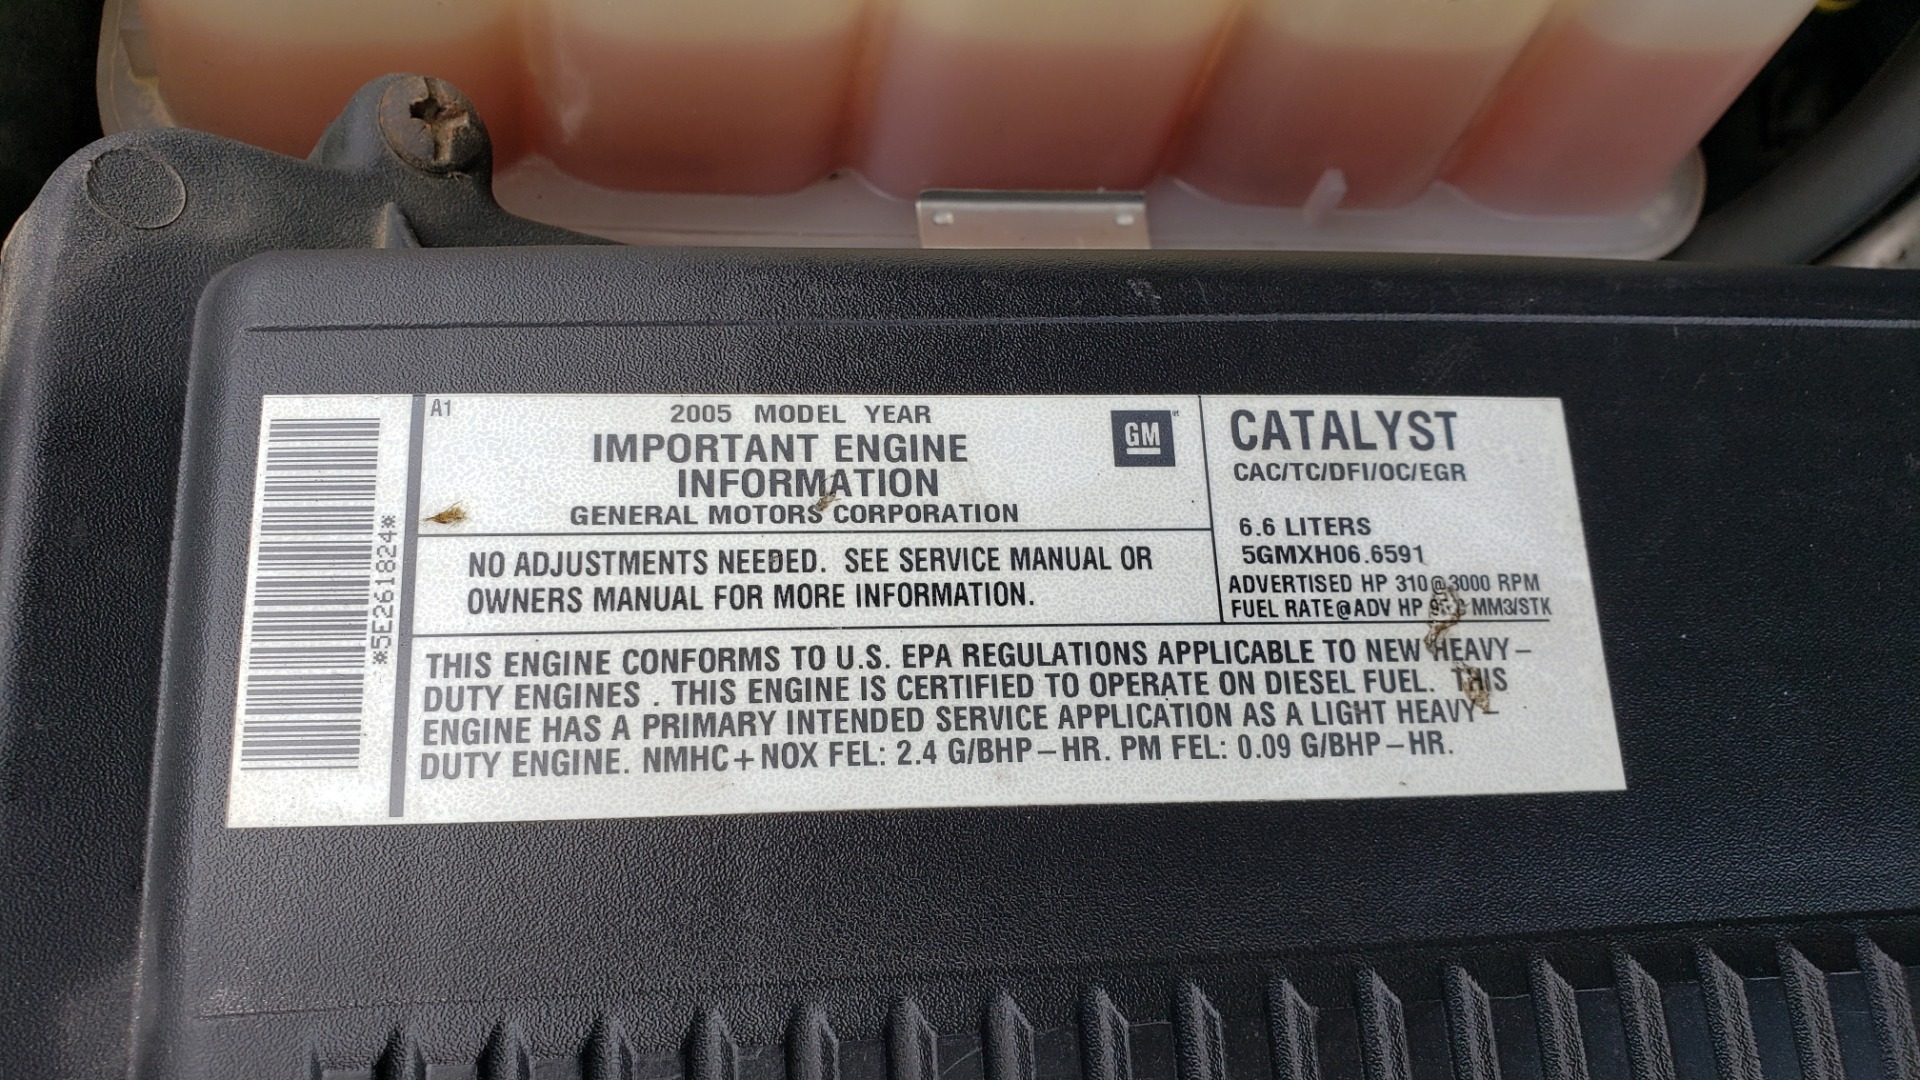 A1
2005 MODEL YEAR
IMPORTANT ENGINE
INFORMATION
GENERAL MOTORS CORPORATION
GM
NO ADJUSTMENTS NEEDED. SEE SERVICE MANUAL OR
OWNERS MANUAL FOR MORE INFORMATION.
CATALYST
CAC/TC/DFI/OC/EGR
6.6 LITERS
5GMXH06.6591
ADVERTISED HP 310@3000 RPM
FUEL RATE@ADV HP MM3/STK
THIS ENGINE CONFORMS TO U.S. EPA REGULATIONS APPLICABLE TO NEW HEAVY–
DUTY ENGINES . THIS ENGINE IS CERTIFIED TO OPERATE ON DIESEL FUEL. THIS
ENGINE HAS A PRIMARY INTENDED SERVICE APPLICATION AS A LIGHT HEAVY–
DUTY ENGINE. NMHC+NOX FEL: 2.4 G/BHP–HR. PM FEL: 0.09 G/BHP–HR.
*5E261824*